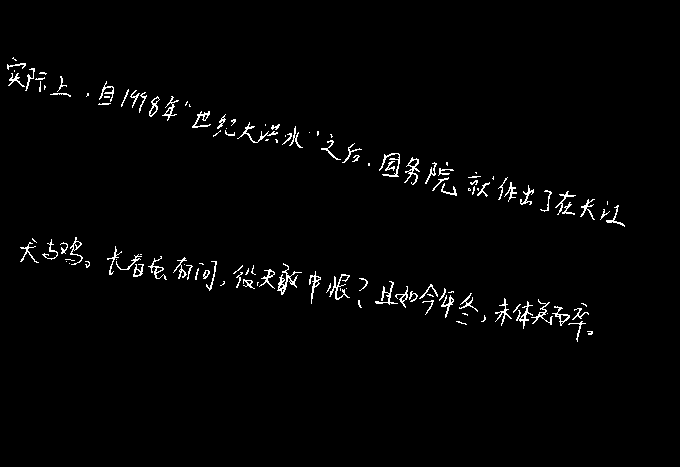 实际上，自1998年“世纪大洪水”之后，国务院就作出了在长江
犬与鸡。长者虽有问，役夫敢申恨？且如今年冬，未休关西卒。